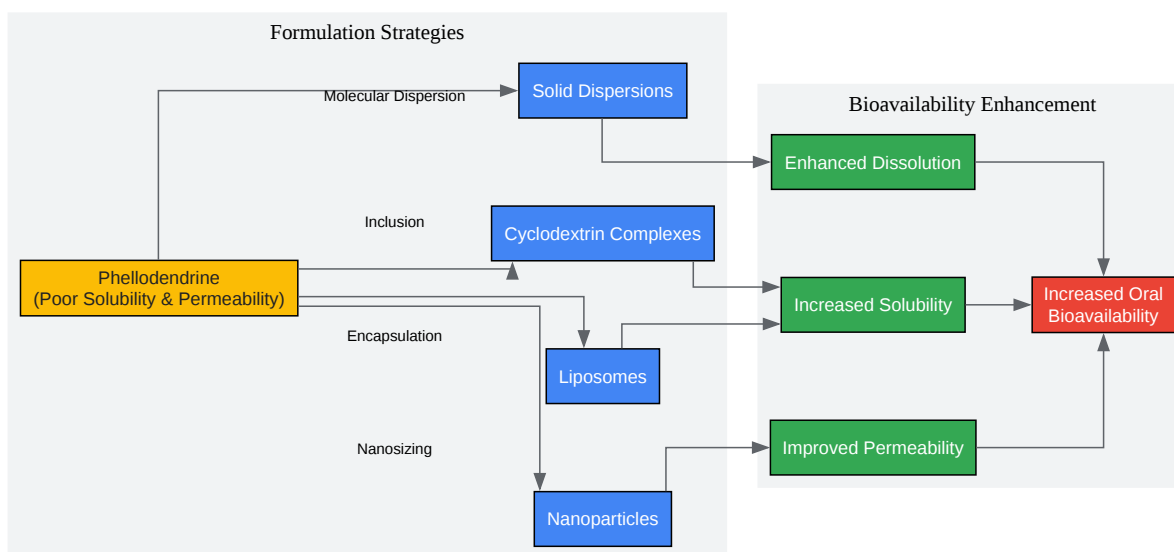 Formulation Strategies
Molecular Dispersion
Solid Dispersions
Bioavailability Enhancement
Enhanced Dissolution
Inclusion
Cyclodextrin Complexes
Phellodendrine
(Poor Solubility & Permeability)
Increased Solubility
Increased Oral
Bioavailability
Encapsulation
Liposomes
Nanosizing
Improved Permeability
Nanoparticles